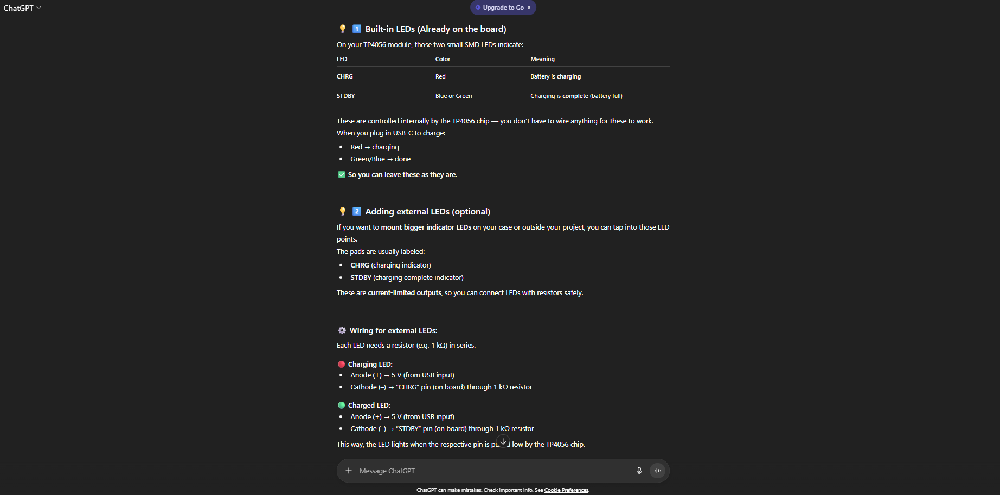 ChatGPT
Upgrade to Go ×
💡 1️⃣ Built-in LEDs (Already on the board)
On your TP4056 module, those two small SMD LEDs indicate:
LED Color Meaning
CHRG Red Battery is charging
STDBY Blue or Green Charging is complete (battery full)
These are controlled internally by the TP4056 chip — you don't have to wire anything for these to work.
When you plug in USB-C to charge:
• Red → charging
• Green/Blue → done
✅ So you can leave these as they are.
💡 2️⃣ Adding external LEDs (optional)
If you want to mount bigger indicator LEDs on your case or outside your project, you can tap into those LED
points.
The pads are usually labeled:
• CHRG (charging indicator)
• STDBY (charging complete indicator)
These are current-limited outputs, so you can connect LEDs with resistors safely.
⚙️ Wiring for external LEDs:
Each LED needs a resistor (e.g. 1 kΩ) in series.
🔴 Charging LED:
• Anode (+) → 5 V (from USB input)
• Cathode (–) → “CHRG” pin (on board) through 1 kΩ resistor
🟢 Charged LED:
• Anode (+) → 5 V (from USB input)
• Cathode (–) → “STDBY” pin (on board) through 1 kΩ resistor
This way, the LED lights when the respective pin is low by the TP4056 chip.
Message ChatGPT
ChatGPT can make mistakes. Check important info. See Cookie Preferences.